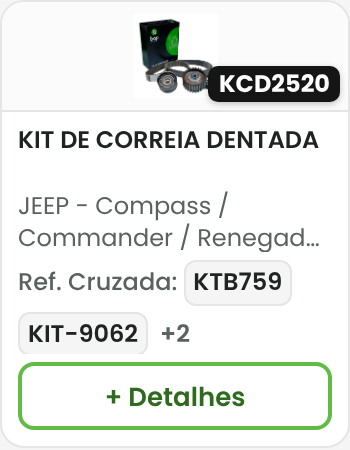 KCD2520
KIT DE CORREIA DENTADA
JEEP - Compass /
Commander / Renegad...
Ref. Cruzada: KTB759
KIT-9062 +2
+ Detalhes